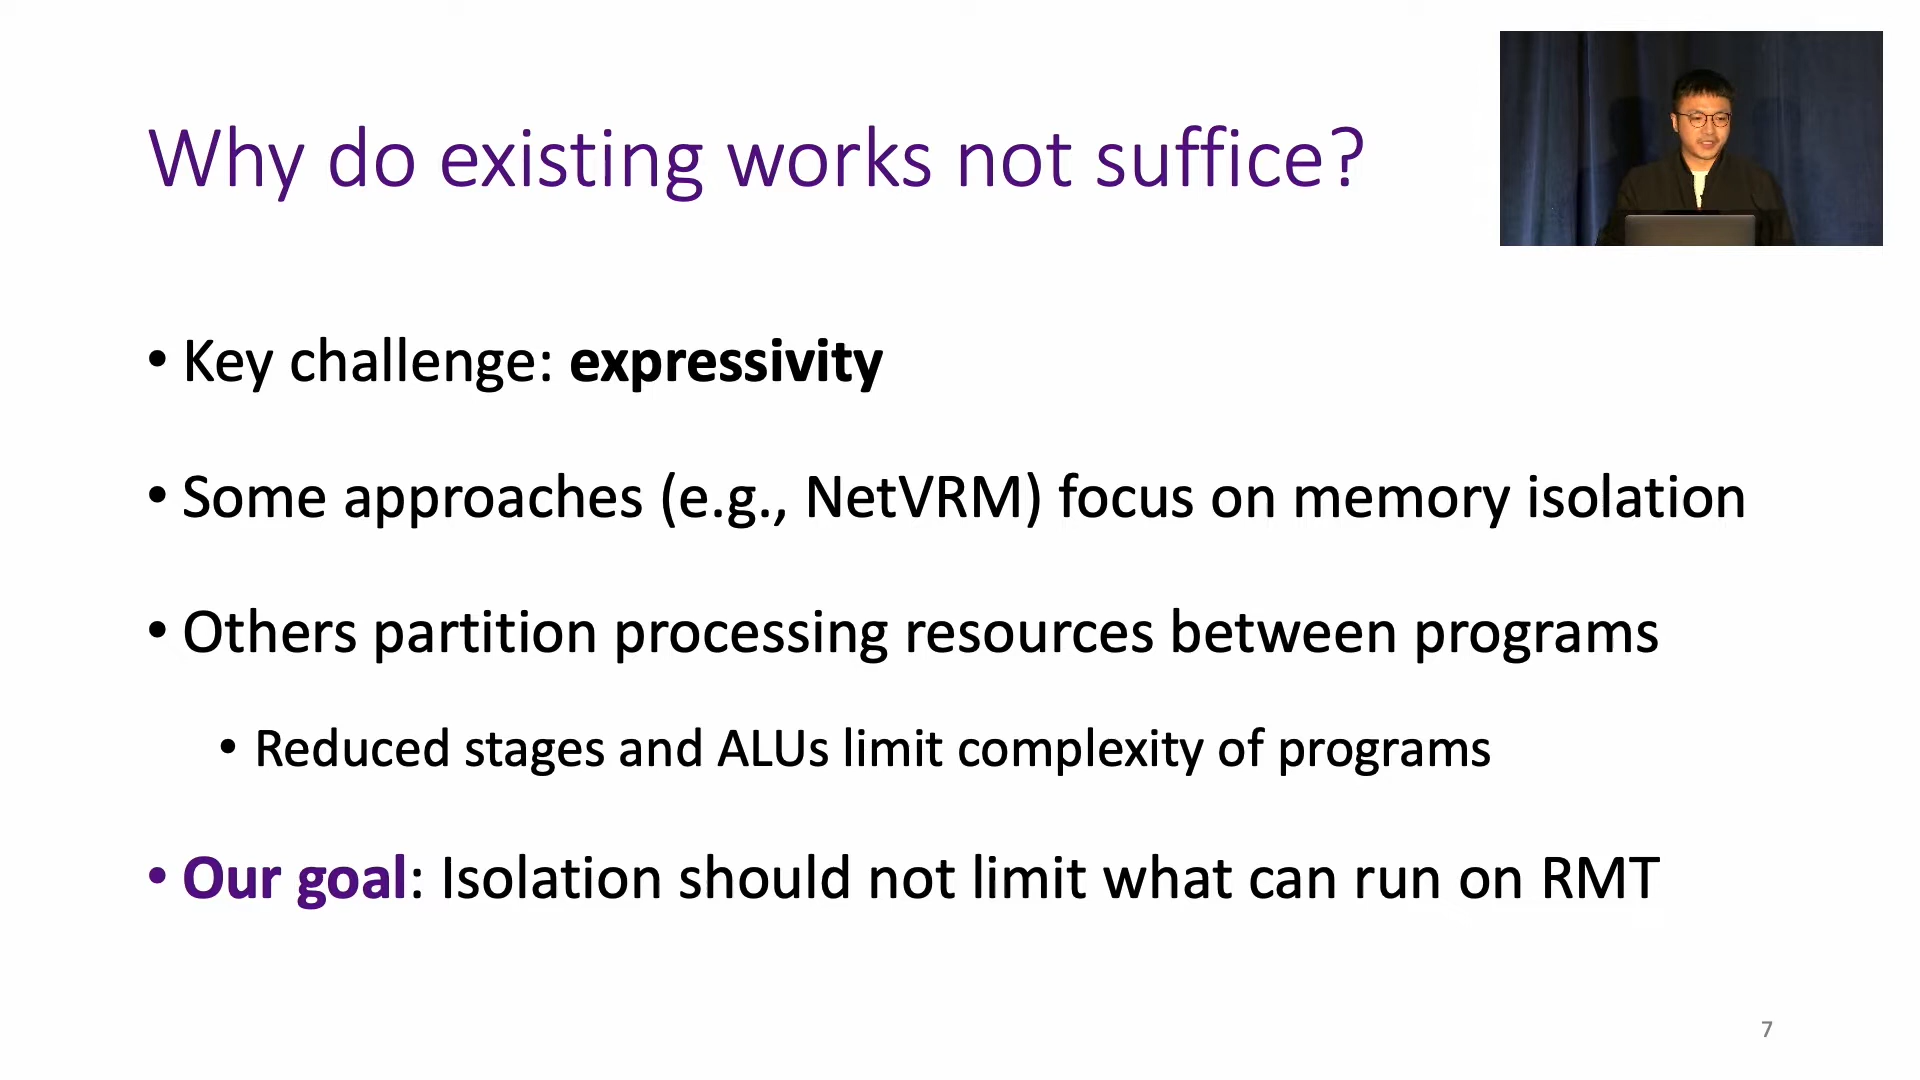 Why do existing works not suffice?
• Key challenge: expressivity
• Some approaches (e.g., NetVRM) focus on memory isolation
• Others partition processing resources between programs
• Reduced stages and ALUs limit complexity of programs
• Our goal: Isolation should not limit what can run on RMT
7